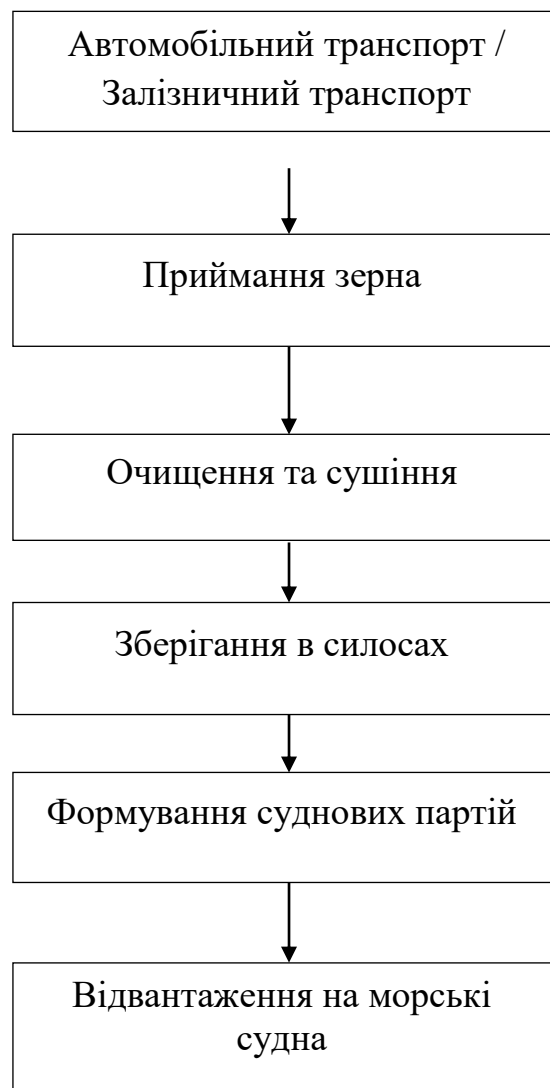 Автомобільний транспорт /
Залізничний транспорт
Приймання зерна
Очищення та сушіння
Зберігання в силосах
Формування суднових партій
Відвантаження на морські
судна